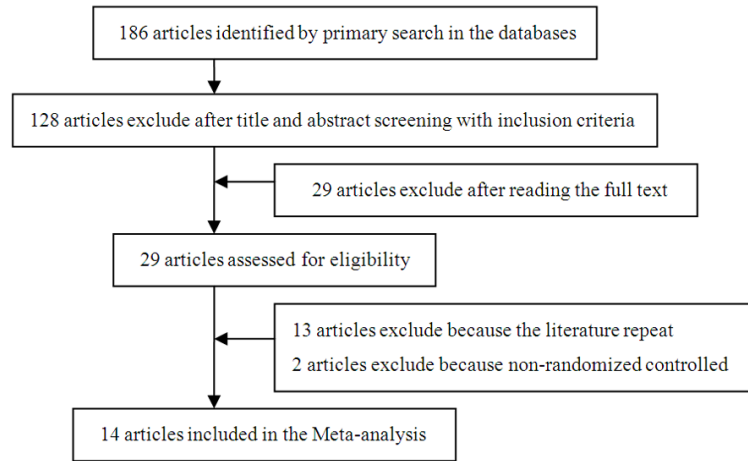 186 articles identified by primary search in the databases
128 articles exclude after title and abstract screening with inclusion criteria
29 articles exclude after reading the full text
29 articles assessed for eligibility
13 articles exclude because the literature repeat
2 articles exclude because non-randomized controlled
14 articles included in the Meta-analysis